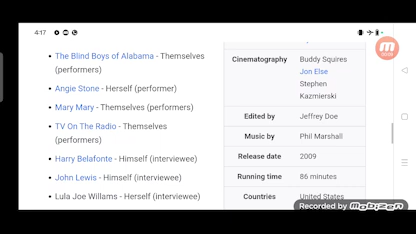 4:17
• The Blind Boys of Alabama - Themselves
(performers)
• Angie Stone - Herself (performer)
• Mary Mary - Themselves (performers)
• TV On The Radio - Themselves
(performers)
• Harry Belafonte - Himself (interviewee)
• John Lewis - Himself (interviewee)
• Lula Joe Willams - Herself (interviewee)
Cinematography Buddy Squires
Jon Else
Stephen
Kazmierski
Edited by Jeffrey Doe
Music by Phil Marshall
Release date 2009
Running time 86 minutes
Countries United States
Recorded by Mobizen